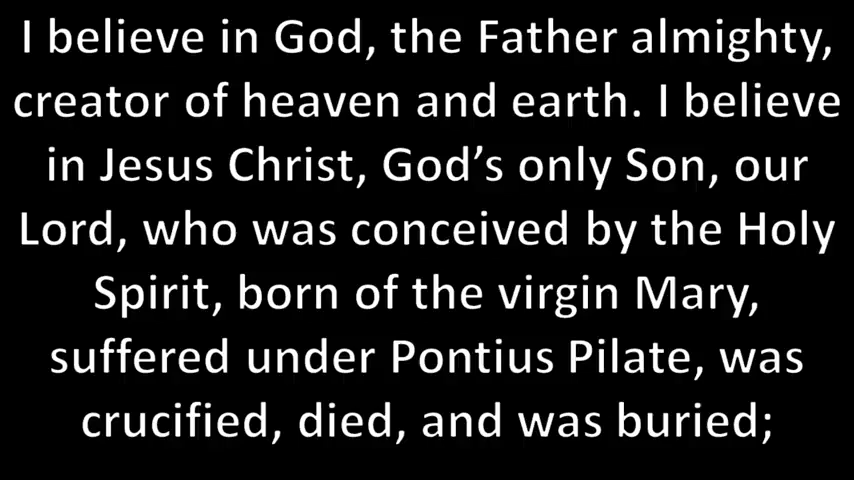 I believe in God, the Father almighty,
creator of heaven and earth. I believe
in Jesus Christ, God’s only Son, our
Lord, who was conceived by the Holy
Spirit, born of the virgin Mary,
suffered under Pontius Pilate, was
crucified, died, and was buried;